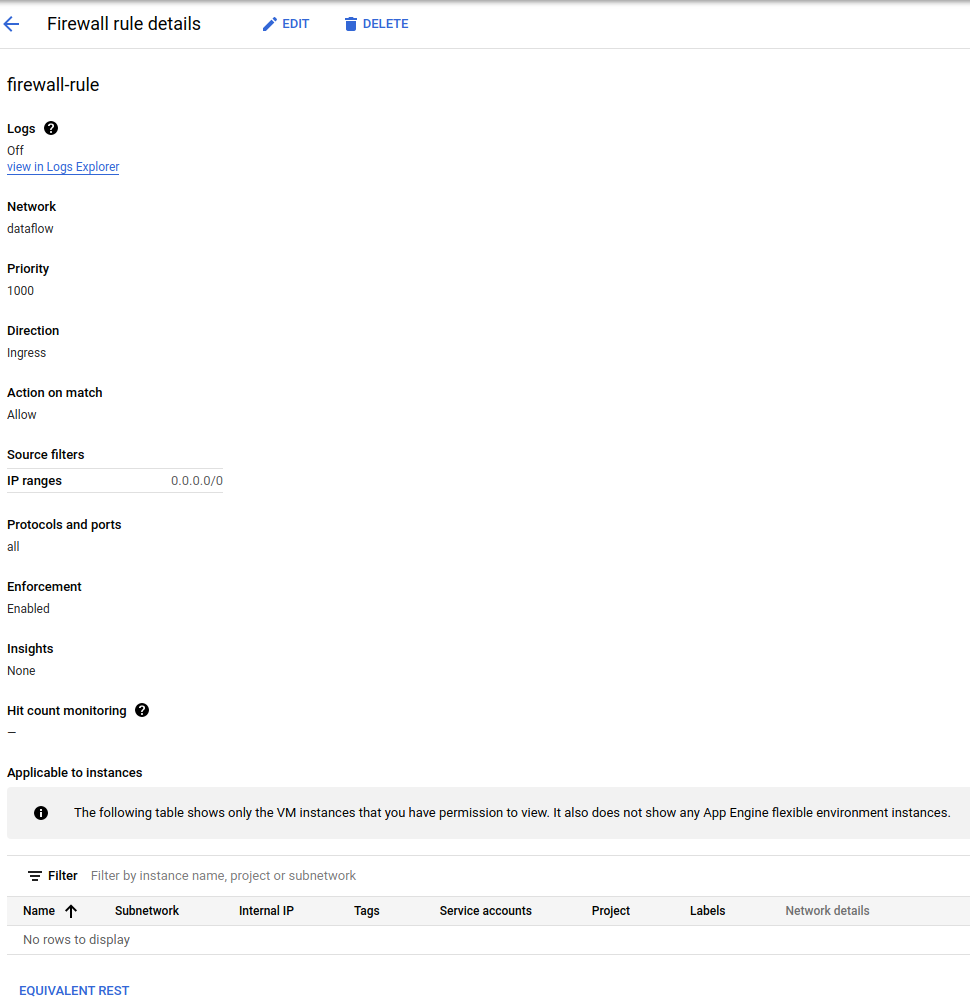 Firewall rule details EDIT DELETE
firewall-rule
Logs
Off
view in Logs Explorer
Network
dataflow
Priority
1000
Direction
Ingress
Action on match
Allow
Source filters
IP ranges 0.0.0.0/0
Protocols and ports
all
Enforcement
Enabled
Insights
None
Hit count monitoring
—
Applicable to instances
The following table shows only the VM instances that you have permission to view. It also does not show any App Engine flexible environment instances.
Filter Filter by instance name, project or subnetwork
Name Subnetwork Internal IP Tags Service accounts Project Labels Network details
No rows to display
EQUIVALENT REST